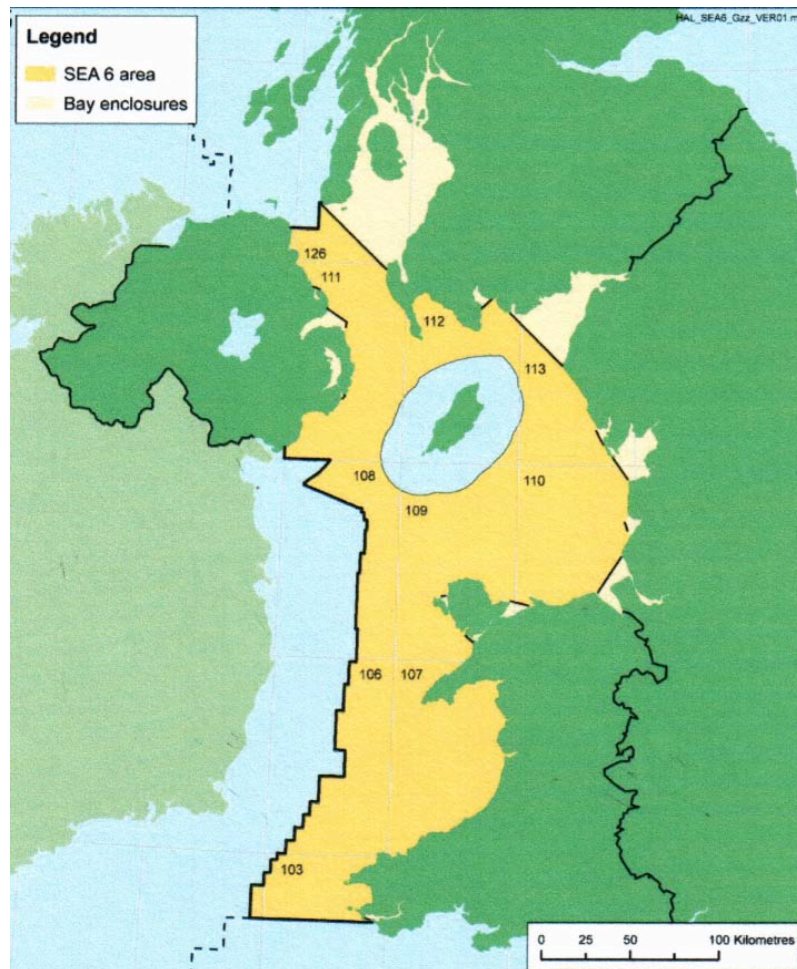 Legend
HAL_SEA6_Gzz_VER01.m
SEA 6 area
Bay enclosures
126
111
112
113
108
110
109
106 107
103
0 25 50 100 Kilometres